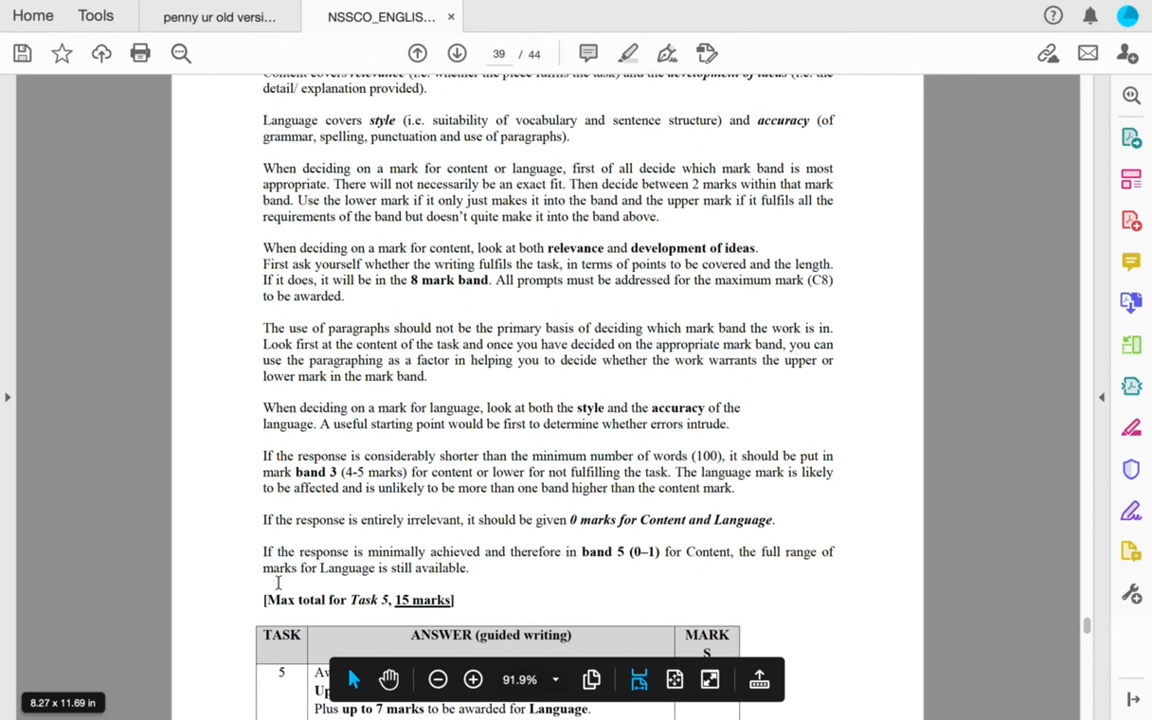 Home
Tools
penny ur old versi...
NSSCO_ENGLIS...
39 / 44
detail/ explanation provided).
Language covers style (i.e. suitability of vocabulary and sentence structure) and accuracy (of
grammar, spelling, punctuation and use of paragraphs).
When deciding on a mark for content or language, first of all decide which mark band is most
appropriate. There will not necessarily be an exact fit. Then decide between 2 marks within that mark
band. Use the lower mark if it only just makes it into the band and the upper mark if it fulfils all the
requirements of the band but doesn't quite make it into the band above.
When deciding on a mark for content, look at both relevance and development of ideas.
First ask yourself whether the writing fulfils the task, in terms of points to be covered and the length.
If it does, it will be in the 8 mark band. All prompts must be addressed for the maximum mark (C8)
to be awarded.
The use of paragraphs should not be the primary basis of deciding which mark band the work is in.
Look first at the content of the task and once you have decided on the appropriate mark band, you can
use the paragraphing as a factor in helping you to decide whether the work warrants the upper or
lower mark in the mark band.
When deciding on a mark for language, look at both the style and the accuracy of the
language. A useful starting point would be first to determine whether errors intrude.
If the response is considerably shorter than the minimum number of words (100), it should be put in
mark band 3 (4-5 marks) for content or lower for not fulfilling the task. The language mark is likely
to be affected and is unlikely to be more than one band higher than the content mark.
If the response is entirely irrelevant, it should be given 0 marks for Content and Language.
If the response is minimally achieved and therefore in band 5 (0–1) for Content, the full range of
marks for Language is still available.
[Max total for Task 5, 15 marks]
TASK
ANSWER (guided writing)
MARK
S
5
Up
91.9%
Plus up to 7 marks to be awarded for Language.
8.27 x 11.69 in